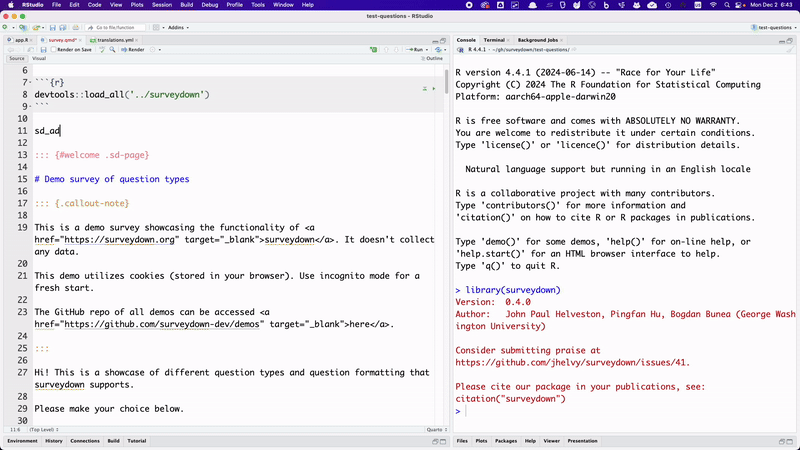 RStudio File Edit Code View Plots Session Build Debug Profile Tools Window Help
Mon Dec 2 6:43
test-questions - RStudio
Go to file/function
Addins
test-questions
app.R
survey.qmd*
translations.yml
Render on Save
Render
Run
Source
Visual
Outline
6
7 ```{r}
8 devtools::load_all('../surveydown')
9 ```
10
11 sd_ad
12
13 ::: {#welcome .sd-page}
14
15 # Demo survey of question types
16
17 ::: {.callout-note}
18
19 This is a demo survey showcasing the functionality of <a
href="https://surveydown.org" target="_blank">surveydown</a>. It doesn't collect
any data.
20
21 This demo utilizes cookies (stored in your browser). Use incognito mode for a
fresh start.
22
23 The GitHub repo of all demos can be accessed <a
href="https://github.com/surveydown-dev/demos" target="_blank">here</a>.
24
25 :::
26
27 Hi! This is a showcase of different question types and question formatting that
surveydown supports.
28
29 Please make your choice below.
30
11:6 (Top Level)
Quarto
Environment History Connections Build Tutorial
Console Terminal Background Jobs
R 4.4.1 · ~/gh/surveydown/test-questions/
R version 4.4.1 (2024-06-14) -- "Race for Your Life"
Copyright (C) 2024 The R Foundation for Statistical Computing
Platform: aarch64-apple-darwin20
R is free software and comes with ABSOLUTELY NO WARRANTY.
You are welcome to redistribute it under certain conditions.
Type 'license()' or 'licence()' for distribution details.
Natural language support but running in an English locale
R is a collaborative project with many contributors.
Type 'contributors()' for more information and
'citation()' on how to cite R or R packages in publications.
Type 'demo()' for some demos, 'help()' for on-line help, or
'help.start()' for an HTML browser interface to help.
Type 'q()' to quit R.
> library(surveydown)
Version: 0.4.0
Author: John Paul Helveston, Pingfan Hu, Bogdan Bunea (George Wash
ington University)
Consider submitting praise at
https://github.com/jhelvy/surveydown/issues/41.
Please cite our package in your publications, see:
citation("surveydown")
>
Files Plots Packages Help Viewer Presentation